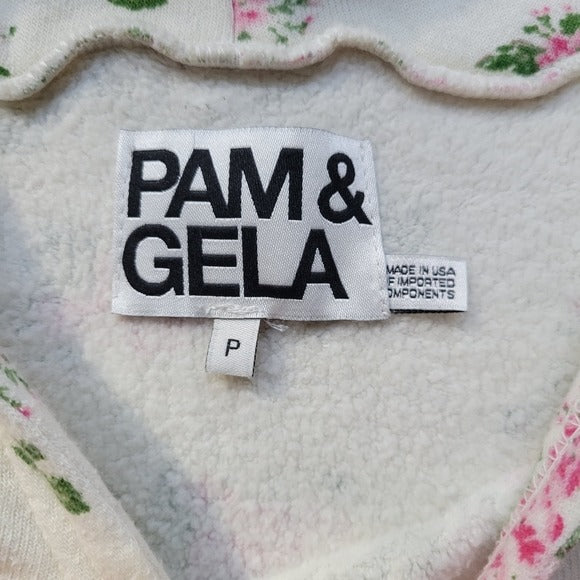 PAM &
GELA
MADE IN USA
F IMPORTED
OMPONENTS
P